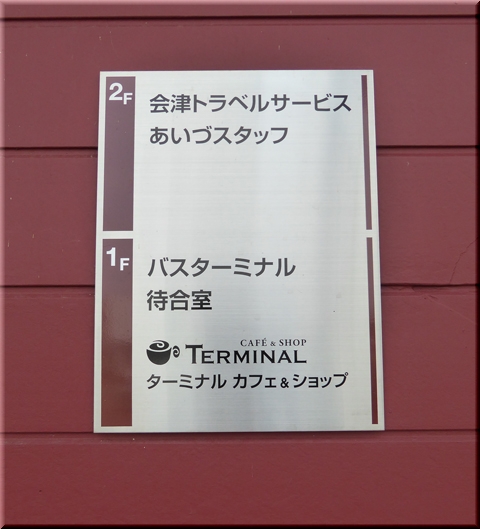 2F
会津トラベルサービス
あいづスタッフ
1F
バスターミナル
待合室
CAFÉ & SHOP
TERMINAL
ターミナル カフェ&ショップ